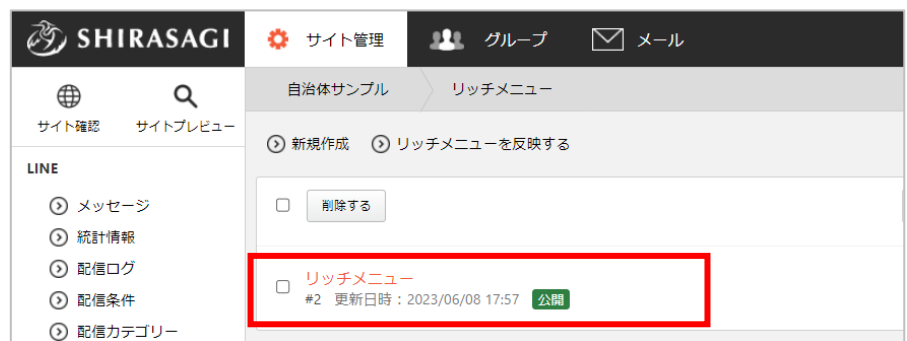 SHIRASAGI
サイト管理
グループ
メール
サイト確認
サイトプレビュー
自治体サンプル
リッチメニュー
新規作成
リッチメニューを反映する
LINE
メッセージ
統計情報
配信ログ
配信条件
配信カテゴリー
削除する
リッチメニュー
#2 更新日時：2023/06/08 17:57 公開